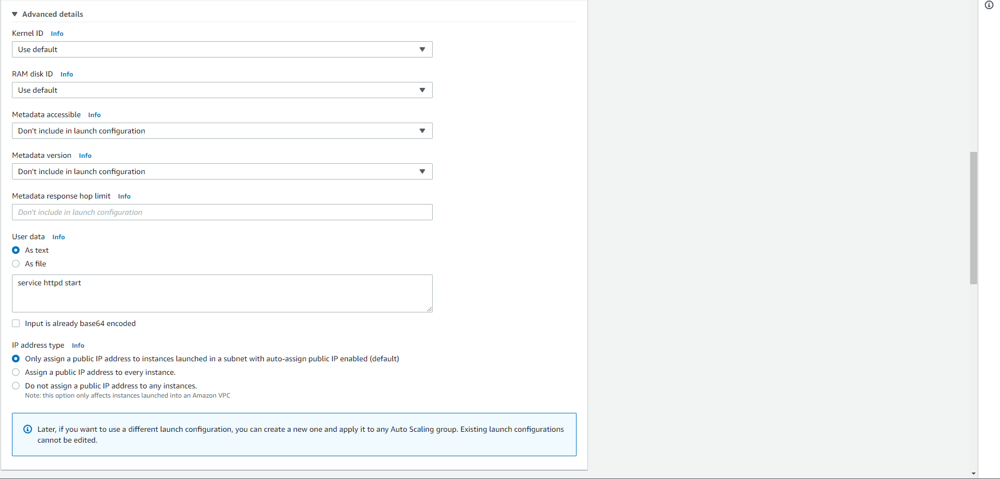 Advanced details
Kernel ID Info
Use default
RAM disk ID Info
Use default
Metadata accessible Info
Don't include in launch configuration
Metadata version Info
Don't include in launch configuration
Metadata response hop limit Info
Don't include in launch configuration
User data Info
As text
As file
service httpd start
Input is already base64 encoded
IP address type Info
Only assign a public IP address to instances launched in a subnet with auto-assign public IP enabled (default)
Assign a public IP address to every instance.
Do not assign a public IP address to any instances.
Note: this option only affects instances launched into an Amazon VPC
Later, if you want to use a different launch configuration, you can create a new one and apply it to any Auto Scaling group. Existing launch configurations
cannot be edited.